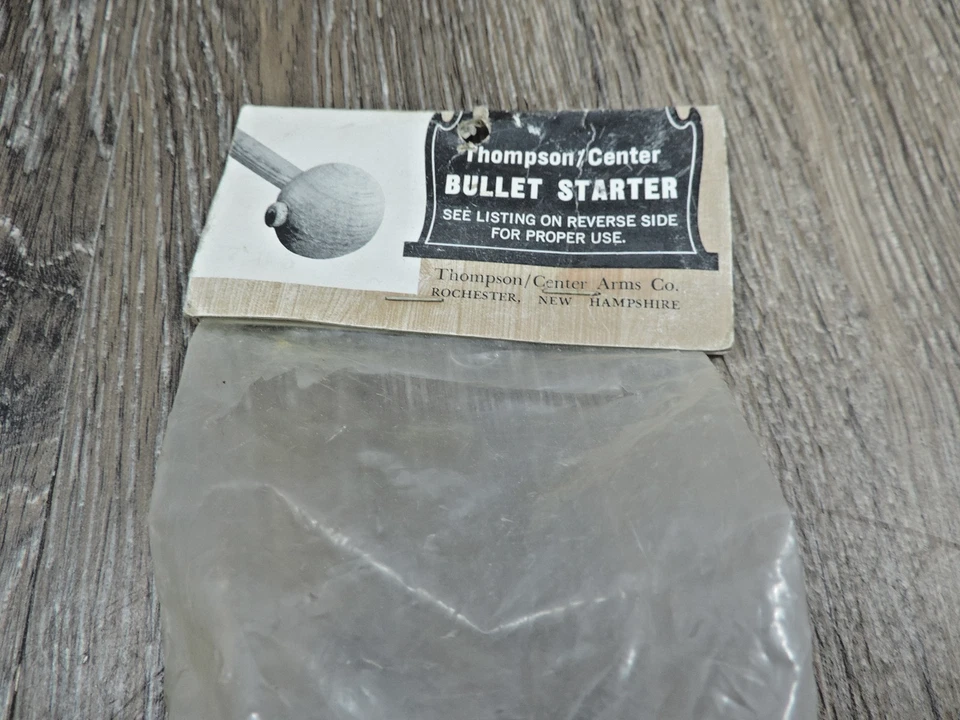 Thompson/Center
BULLET STARTER
SEE LISTING ON REVERSE SIDE
FOR PROPER USE.
Thompson/Center Arms Co.
ROCHESTER, NEW HAMPSHIRE